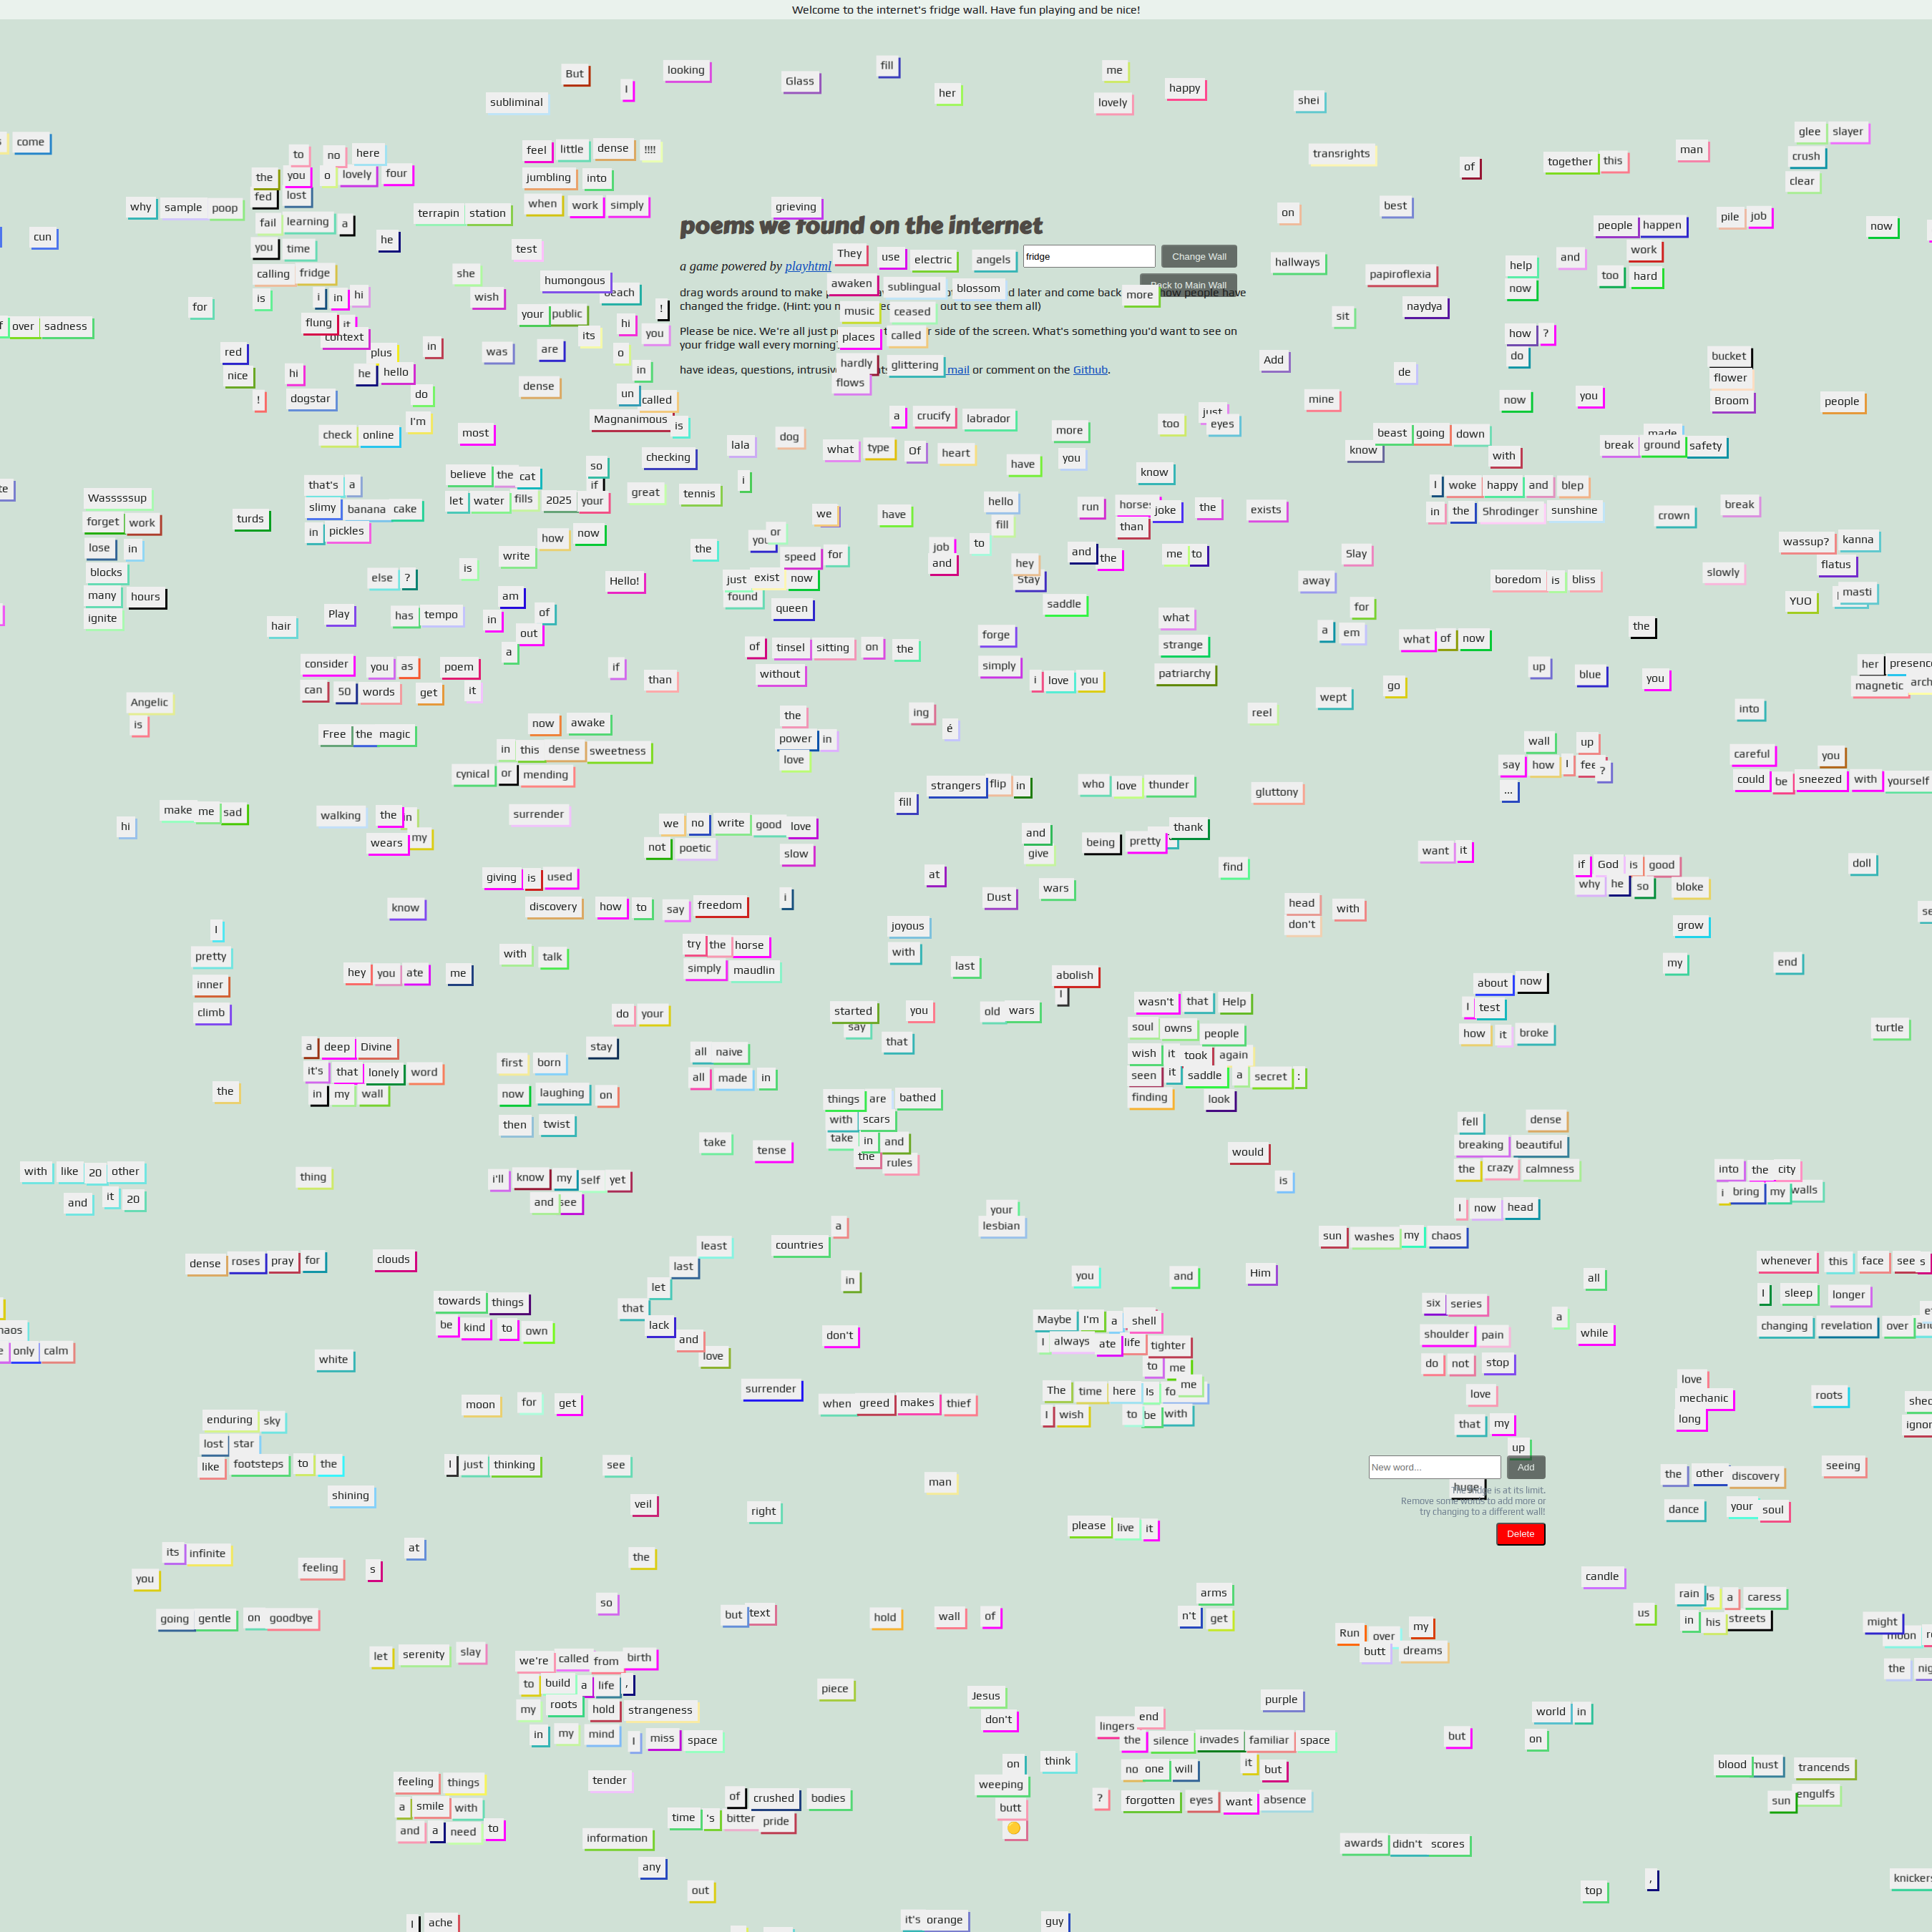 Welcome to the internet's fridge wall. Have fun playing and be nice!
But looking fill me
I Glass her happy
subliminal lovely shei
come glee slayer
to no here feel little dense !!!! transrights of together this man crush
the you o lovely four jumbling into clear
fed lost
why sample poop terrapin station when work simply grieving on best pile job
fail learning a people happen now
poems we found on the internet
cun you time he test They use electric angels fridge Change Wall work
a game powered by playhtml
calling fridge she humongous awaken sublingual blossom Back to Main Wall hallways papiroflexia help and too hard
for is i in hi wish beach more now
drag words around to make
changed the fridge. (Hint: you
out to see them all)
over sadness flung it your public ! music ceased sit naydya
context its hi you places called how ?
Please be nice. We're all just
side of the screen. What's something you'd want to see on
your fridge wall every morning
red plus in was are o Add do bucket
nice hi he hello dense in hardly glittering de flower
have ideas, questions, intrusive
mail or comment on the Github.
! dogstar do un called flows mine now you Broom people
I'm Magnanimous is a crucify labrador too just eyes
check online most lala dog more beast going down made
checking what type Of heart you know break ground safety
believe the cat so have know with
that's a if i I woke happy and blep
Wasssssup slimy banana cake let water fills 2025 your great tennis hello run horse joke the exists in the Shrodinger sunshine break
forget work turds in pickles we have fill than crown
lose in how now the you or job to and the me to Slay wassup? kanna
blocks else ? is write Hello! speed for and hey boredom is bliss slowly flatus
many hours just exist now Stay away YUO masti
ignite Play has tempo am found queen saddle for
hair in of what a em the
out forge strange what of now
consider you as poem a if of tinsel sitting on the simply patriarchy up her presence
can 50 words get it than without i love you go blue you magnetic arch
Angelic wept into
is now awake the ing reel
Free the magic in this dense sweetness power in é wall up careful you
cynical or mending love say how I fee ? could be sneezed with yourself
strangers flip in who love thunder gluttony ...
make me sad walking the in surrender fill
hi wears my we no write good love and being pretty thank
not poetic slow give want it
giving is used at find if God is good doll
know discovery how to say freedom i Dust wars head with why he so bloke
I joyous don't grow
pretty with talk try the horse with
inner hey you ate me simply maudlin last abolish my end
climb do your started you old wars I wasn't that Help about now
say soul owns people I test turtle
a deep Divine stay that how it broke
it's that lonely word first born all naive wish it took again
the in my wall now laughing on all made in things are bathed seen it saddle a secret :
then twist with scars finding look fell dense
take tense take in and breaking beautiful
with like 20 other thing i'll know my self yet the rules would the crazy calmness into the city
and it 20 and see is i bring my walls
your I now head
least countries a lesbian sun washes my chaos
dense roses pray for clouds last you and Him whenever this face see s
let in all I sleep longer
towards things that six series a
be kind to own lack Maybe I'm a shell while changing revelation over
and don't I always ate life tighter shoulder pain
only calm white love to me do not stop
surrender The time here Is fo me love love
moon for get when greed makes thief I wish to be with mechanic roots
enduring sky that my long
lost star up
like footsteps to the I just thinking see New word... Add the other discovery seeing
shining man huge
The fridge is at its limit.
Remove some words to add more or
try changing to a different wall!
veil right dance your soul
please live it Delete
its infinite at the
you feeling s candle
so arms rain Is a caress
going gentle on goodbye but text hold wall of n't get us in his streets might
Run over my moon
let serenity slay we're called from birth butt dreams the
to build a life , piece Jesus purple
my roots hold strangeness don't end world in
in my mind I miss space lingers
the silence invades familiar space but on
on think no one will it but blood must trancends
feeling things tender weeping
a smile with of crushed bodies butt ? forgotten eyes want absence sun engulfs
and a need to time 's bitter pride
information awards didn't scores
any
out top , knickers
I ache it's orange guy